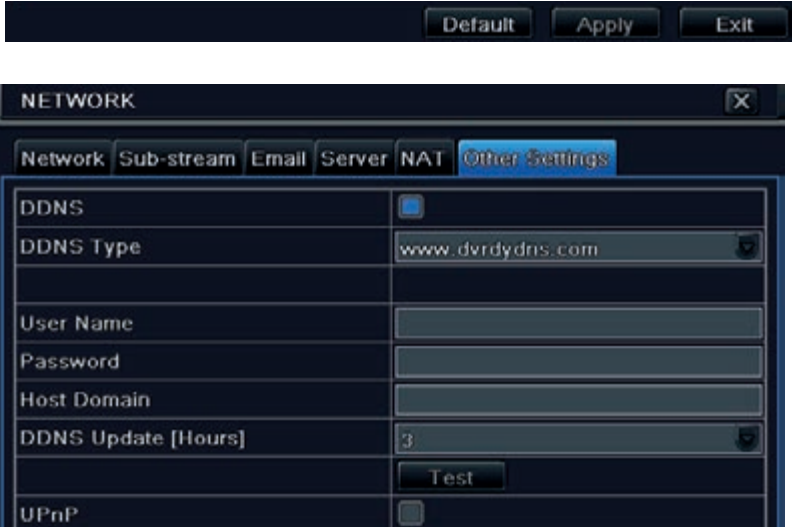 Default Apply Exit
NETWORK
Network Sub-stream Email Server NAT Other Settings
DDNS
DDNS Type www.dvrdydns.com
User Name
Password
Host Domain
DDNS Update [Hours] 3
Test
UPnP